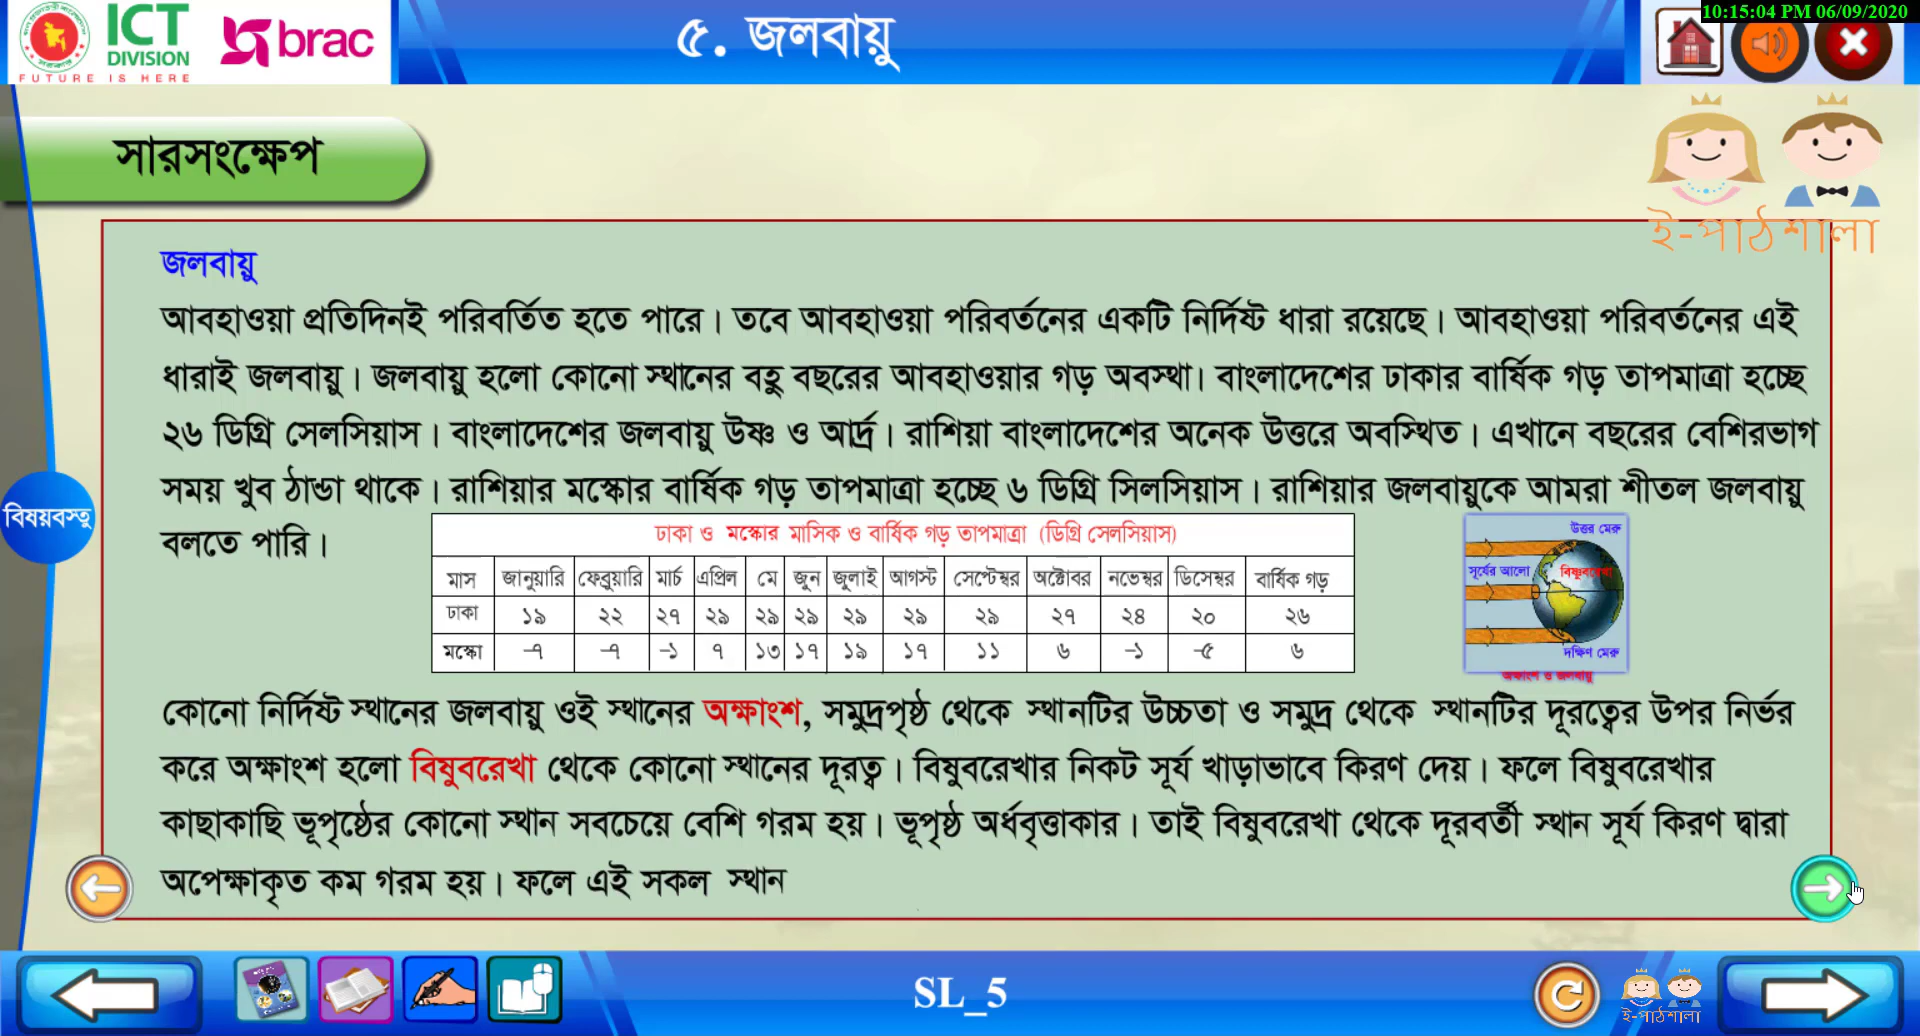 10:15:04 PM 06/09/2020
ICT
DIVISION
FUTURE IS HERE
brac
৫. জলবায়ু
সারসংক্ষেপ
ই-পাঠশালা
জলবায়ু
আবহাওয়া প্রতিদিনই পরিবর্তিত হতে পারে। তবে আবহাওয়া পরিবর্তনের একটি নির্দিষ্ট ধারা রয়েছে। আবহাওয়া পরিবর্তনের এই
ধারাই জলবায়ু। জলবায়ু হলো কোনো স্থানের বহু বছরের আবহাওয়ার গড় অবস্থা। বাংলাদেশের ঢাকার বার্ষিক গড় তাপমাত্রা হচ্ছে
২৬ ডিগ্রি সেলসিয়াস। বাংলাদেশের জলবায়ু উষ্ণ ও আর্দ্র। রাশিয়া বাংলাদেশের অনেক উত্তরে অবস্থিত। এখানে বছরের বেশিরভাগ
সময় খুব ঠান্ডা থাকে। রাশিয়ার মস্কোর বার্ষিক গড় তাপমাত্রা হচ্ছে ৬ ডিগ্রি সিলসিয়াস। রাশিয়ার জলবায়ুকে আমরা শীতল জলবায়ু
বলতে পারি।
ঢাকা ও মস্কোর মাসিক ও বার্ষিক গড় তাপমাত্রা (ডিগ্রি সেলসিয়াস)
মাস জানুয়ারি ফেব্রুয়ারি মার্চ এপ্রিল মে জুন জুলাই আগস্ট সেপ্টেম্বর অক্টোবর নভেম্বর ডিসেম্বর বার্ষিক গড়
ঢাকা ১৯ ২২ ২৭ ২৯ ২৯ ২৯ ২৯ ২৯ ২৯ ২৭ ২৪ ২০ ২৬
মস্কো -৭ -৭ -১ ৭ ১৩ ১৭ ১৯ ১৭ ১১ ৬ -১ -৫ ৬
উত্তর মেরু
সূর্যের আলো
বিষুবরেখা
দক্ষিণ মেরু
অক্ষাংশ ও জলবায়ু
কোনো নির্দিষ্ট স্থানের জলবায়ু ওই স্থানের অক্ষাংশ, সমুদ্রপৃষ্ঠ থেকে স্থানটির উচ্চতা ও সমুদ্র থেকে স্থানটির দূরত্বের উপর নির্ভর
করে অক্ষাংশ হলো বিষুবরেখা থেকে কোনো স্থানের দূরত্ব। বিষুবরেখার নিকট সূর্য খাড়াভাবে কিরণ দেয়। ফলে বিষুবরেখার
কাছাকাছি ভূপৃষ্ঠের কোনো স্থান সবচেয়ে বেশি গরম হয়। ভূপৃষ্ঠ অর্ধবৃত্তাকার। তাই বিষুবরেখা থেকে দূরবর্তী স্থান সূর্য কিরণ দ্বারা
অপেক্ষাকৃত কম গরম হয়। ফলে এই সকল স্থান
বিষয়বস্তু
SL_5
ই-পাঠশালা